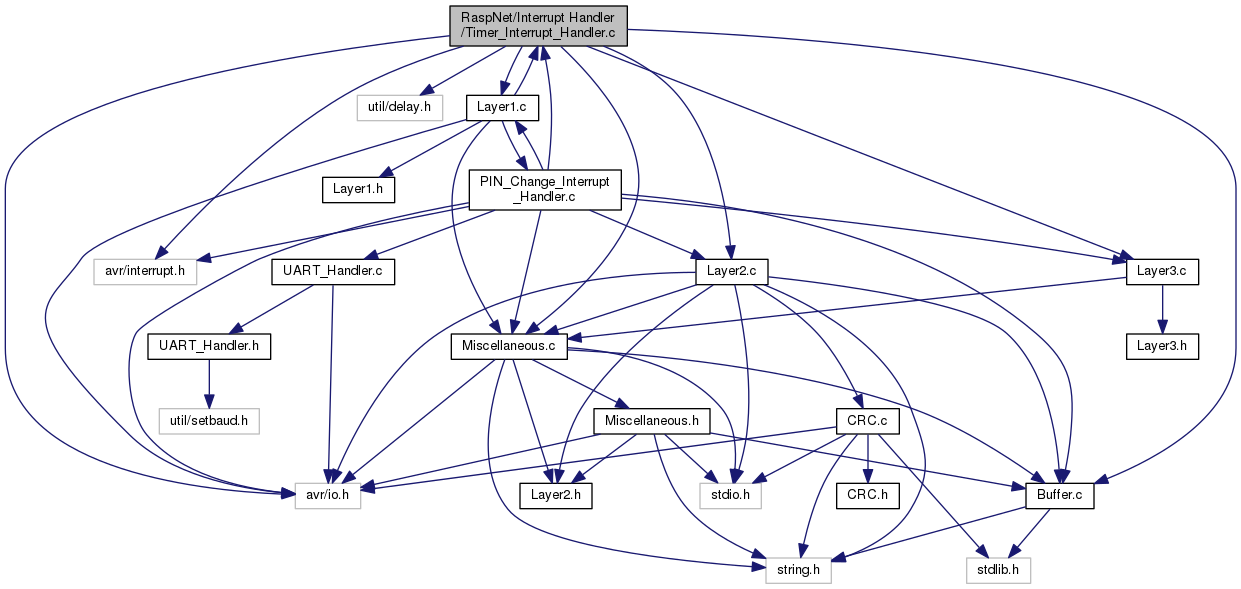 RaspNet/Interrupt Handler
/Timer_Interrupt_Handler.c
util/delay.h
Layer1.c
Layer1.h
PIN_Change_Interrupt
_Handler.c
avr/interrupt.h
UART_Handler.c
Layer2.c
Layer3.c
UART_Handler.h
Miscellaneous.c
Layer3.h
util/setbaud.h
Miscellaneous.h
CRC.c
avr/io.h
Layer2.h
stdio.h
CRC.h
Buffer.c
string.h
stdlib.h